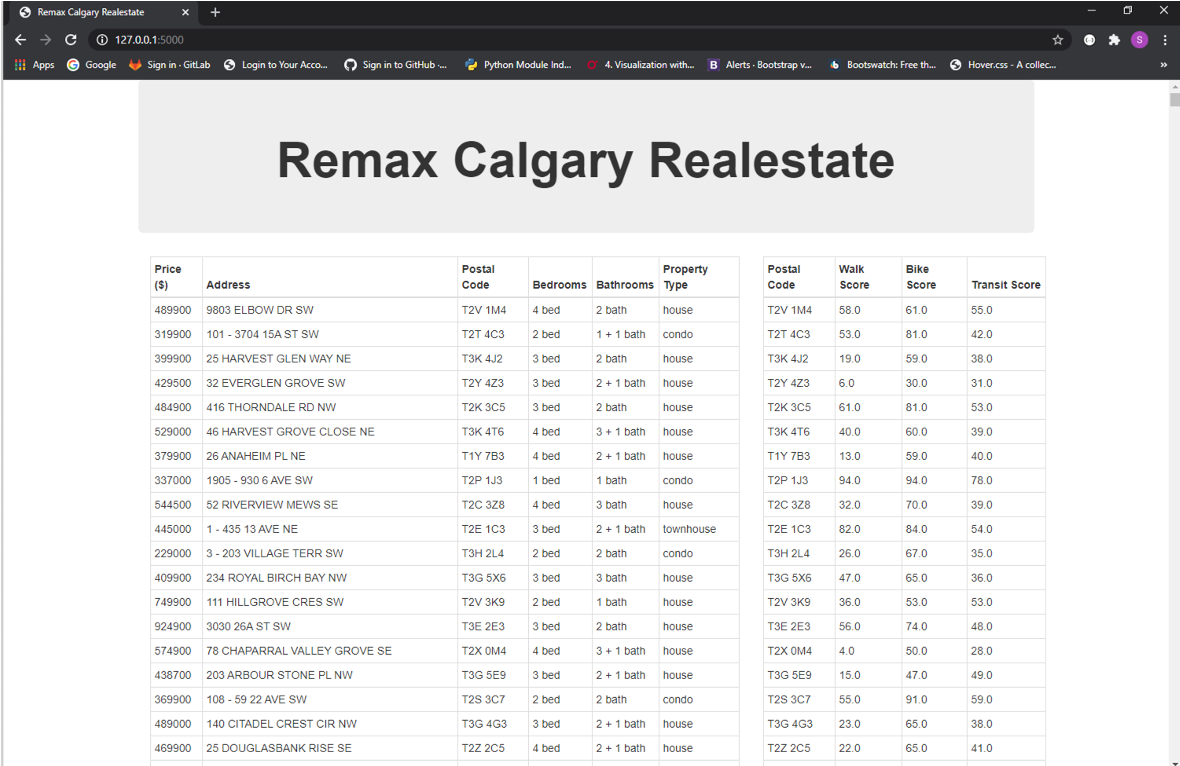 Remax Calgary Realestate
127.0.0.1:5000
Apps Google Sign in · GitLab Login to Your Acco... Sign in to GitHub ·... Python Module Ind... 4. Visualization with... B Alerts · Bootstrap v... Bootswatch: Free th... Hover.css - A collec... »
S
Remax Calgary Realestate
Price ($) Address Postal Code Bedrooms Bathrooms Property Type Postal Code Walk Score Bike Score Transit Score
489900 9803 ELBOW DR SW T2V 1M4 4 bed 2 bath house T2V 1M4 58.0 61.0 55.0
319900 101 - 3704 15A ST SW T2T 4C3 2 bed 1 + 1 bath condo T2T 4C3 53.0 81.0 42.0
399900 25 HARVEST GLEN WAY NE T3K 4J2 3 bed 2 bath house T3K 4J2 19.0 59.0 38.0
429500 32 EVERGLEN GROVE SW T2Y 4Z3 3 bed 2 + 1 bath house T2Y 4Z3 6.0 30.0 31.0
484900 416 THORNDALE RD NW T2K 3C5 3 bed 2 bath house T2K 3C5 61.0 81.0 53.0
529000 46 HARVEST GROVE CLOSE NE T3K 4T6 4 bed 3 + 1 bath house T3K 4T6 40.0 60.0 39.0
379900 26 ANAHEIM PL NE T1Y 7B3 4 bed 2 + 1 bath house T1Y 7B3 13.0 59.0 40.0
337000 1905 - 930 6 AVE SW T2P 1J3 1 bed 1 bath condo T2P 1J3 94.0 94.0 78.0
544500 52 RIVERVIEW MEWS SE T2C 3Z8 4 bed 3 bath house T2C 3Z8 32.0 70.0 39.0
445000 1 - 435 13 AVE NE T2E 1C3 3 bed 2 + 1 bath townhouse T2E 1C3 82.0 84.0 54.0
229000 3 - 203 VILLAGE TERR SW T3H 2L4 2 bed 2 bath condo T3H 2L4 26.0 67.0 35.0
409900 234 ROYAL BIRCH BAY NW T3G 5X6 3 bed 3 bath house T3G 5X6 47.0 65.0 36.0
749900 111 HILLGROVE CRES SW T2V 3K9 2 bed 1 bath house T2V 3K9 36.0 53.0 53.0
924900 3030 26A ST SW T3E 2E3 3 bed 2 bath house T3E 2E3 56.0 74.0 48.0
574900 78 CHAPARRAL VALLEY GROVE SE T2X 0M4 4 bed 3 + 1 bath house T2X 0M4 4.0 50.0 28.0
438700 203 ARBOUR STONE PL NW T3G 5E9 3 bed 2 + 1 bath house T3G 5E9 15.0 47.0 49.0
369900 108 - 59 22 AVE SW T2S 3C7 2 bed 2 bath condo T2S 3C7 55.0 91.0 59.0
489000 140 CITADEL CREST CIR NW T3G 4G3 3 bed 2 + 1 bath house T3G 4G3 23.0 65.0 38.0
469900 25 DOUGLASBANK RISE SE T2Z 2C5 4 bed 2 + 1 bath house T2Z 2C5 22.0 65.0 41.0